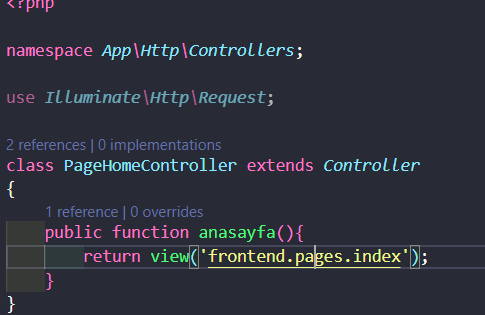 <?php
namespace App\Http\Controllers;
use Illuminate\Http\Request;
2 references | 0 implementations
class PageHomeController extends Controller
{
1 reference | 0 overrides
public function anasayfa(){
return view('frontend.pages.index');
}
}